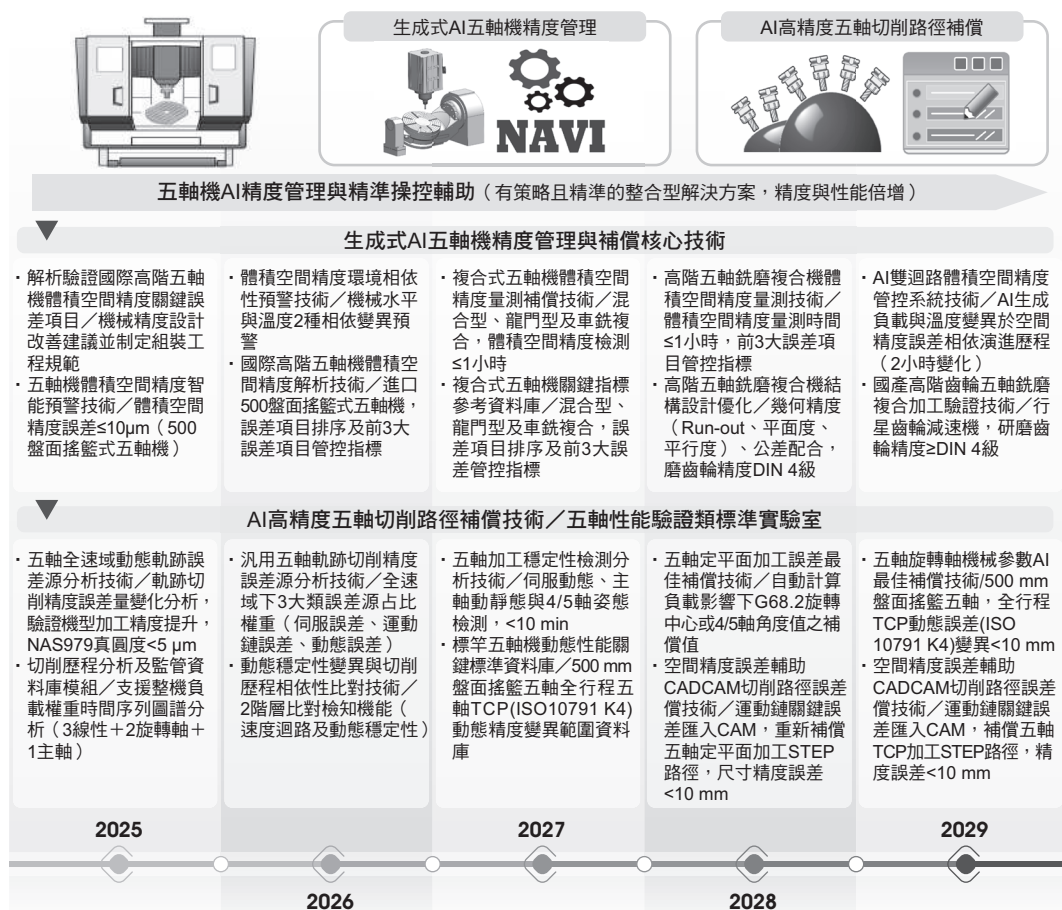 生成式AI五軸機精度管理
AI高精度五軸切削路徑補償
NAVI
五軸機AI精度管理與精準操控輔助（有策略且精準的整合型解決方案，精度與性能倍增）
生成式AI五軸機精度管理與補償核心技術
・解析驗證國際高階五軸
機體積空間精度關鍵誤
差項目／機械精度設計
改善建議並制定組裝工
程規範
・五軸機體積空間精度智
能預警技術／體積空間
精度誤差≤10μm（500
盤面搖籃式五軸機）
・體積空間精度環境相依
性預警技術／機械水平
與溫度2種相依變異預
警
・國際高階五軸機體積空
間精度解析技術／進口
500盤面搖籃式五軸機，
誤差項目排序及前3大
誤差項目管控指標
・複合式五軸機體積空間
精度量測補償技術／混
合型、龍門型及車銑複
合，體積空間精度檢測
≤1小時
・複合式五軸機關鍵指標
參考資料庫／混合型、
龍門型及車銑複合，誤
差項目排序及前3大誤
差管控指標
・高階五軸銑磨複合機體
積空間精度量測技術／
體積空間精度量測時間
≤1小時，前3大誤差項
目管控指標
・高階五軸銑磨複合機結
構設計優化／幾何精度
（Run-out、平面度、
平行度）、公差配合，
磨齒輪精度DIN 4級
・AI雙迴路體積空間精度
管控系統技術／AI生成
負載與溫度變異於空間
精度誤差相依演進歷程
（2小時變化）
・國產高階齒輪五軸銑磨
複合加工驗證技術／行
星齒輪減速機，研磨齒
輪精度≥DIN 4級
AI高精度五軸切削路徑補償技術／五軸性能驗證類標準實驗室
・五軸全速域動態軌跡誤
差源分析技術／軌跡切
削精度誤差量變化分析，
驗證機型加工精度提升，
NAS979真圓度<5 μm
・切削歷程分析及監管資
料庫模組／支援整機負
載權重時間序列圖譜分
析（3線性＋2旋轉軸＋
1主軸）
・汎用五軸軌跡切削精度
誤差源分析技術／全速
域下3大類誤差源占比
權重（伺服誤差、運動
鏈誤差、動態誤差）
・動態穩定性變異與切削
歷程相依性比對技術／
2階層比對檢知機能（
速度迴路及動態穩定性）
・五軸加工穩定性檢測分
析技術／伺服動態、主
軸動靜態與4/5軸姿態
檢測，<10 min
・標竿五軸機動態性能關
鍵標準資料庫／500 mm
盤面搖籃五軸全行程五
軸TCP(ISO10791 K4)
動態精度變異範圍資料
庫
・五軸定平面加工誤差最
佳補償技術／自動計算
負載影響下G68.2旋轉
中心或4/5軸角度值之補
償值
・空間精度誤差輔助
CADCAM切削路徑誤差
償技術／運動鏈關鍵誤
差匯入CAM，重新補償
五軸定平面加工STEP
路徑，尺寸精度誤差
<10 mm
・五軸旋轉軸機械參數AI
最佳補償技術/500 mm
盤面搖籃五軸，全行程
TCP動態誤差(ISO
10791 K4)變異<10 mm
・空間精度誤差輔助
CADCAM切削路徑誤差
償技術／運動鏈關鍵誤
差匯入CAM，補償五軸
TCP加工STEP路徑，精
度誤差<10 mm
2025
2026
2027
2028
2029